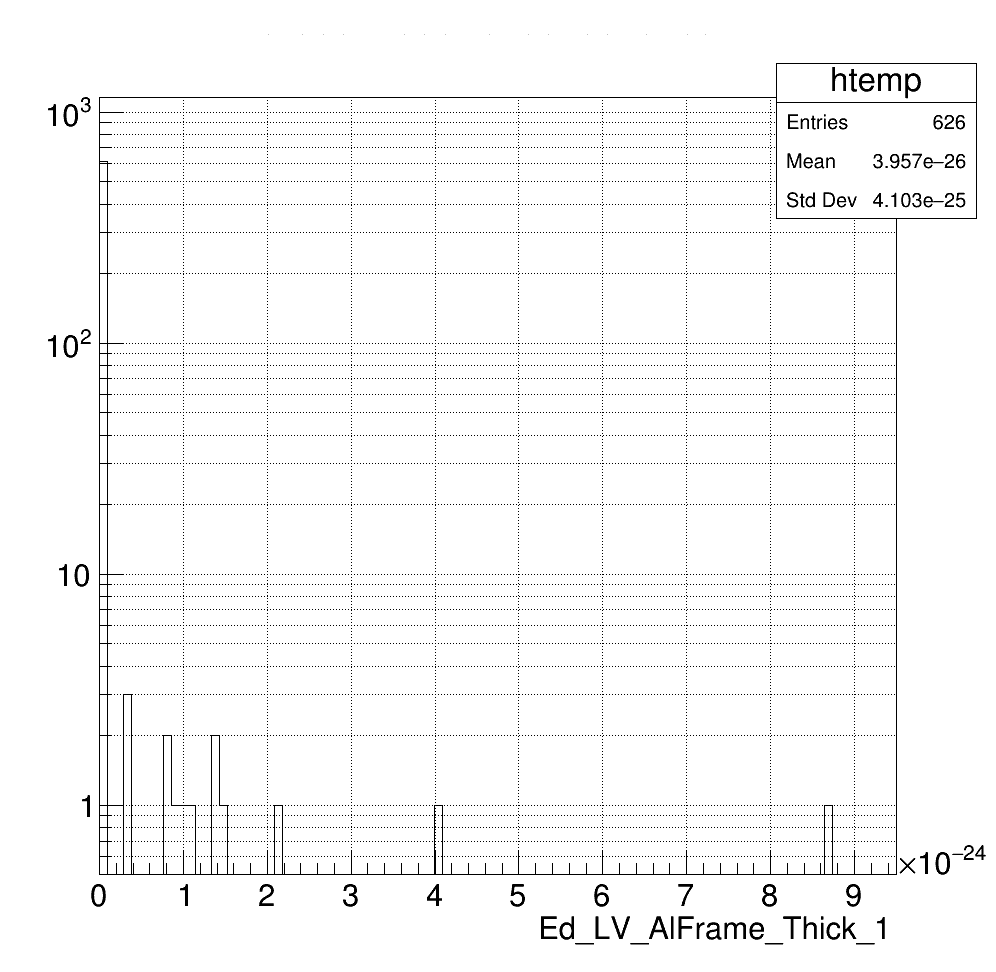 htemp
Entries 626
Mean 3.957e–26
Std Dev 4.103e–25
10³
10²
10
1
0 1 2 3 4 5 6 7 8 9
×10⁻²⁴
Ed_LV_AlFrame_Thick_1